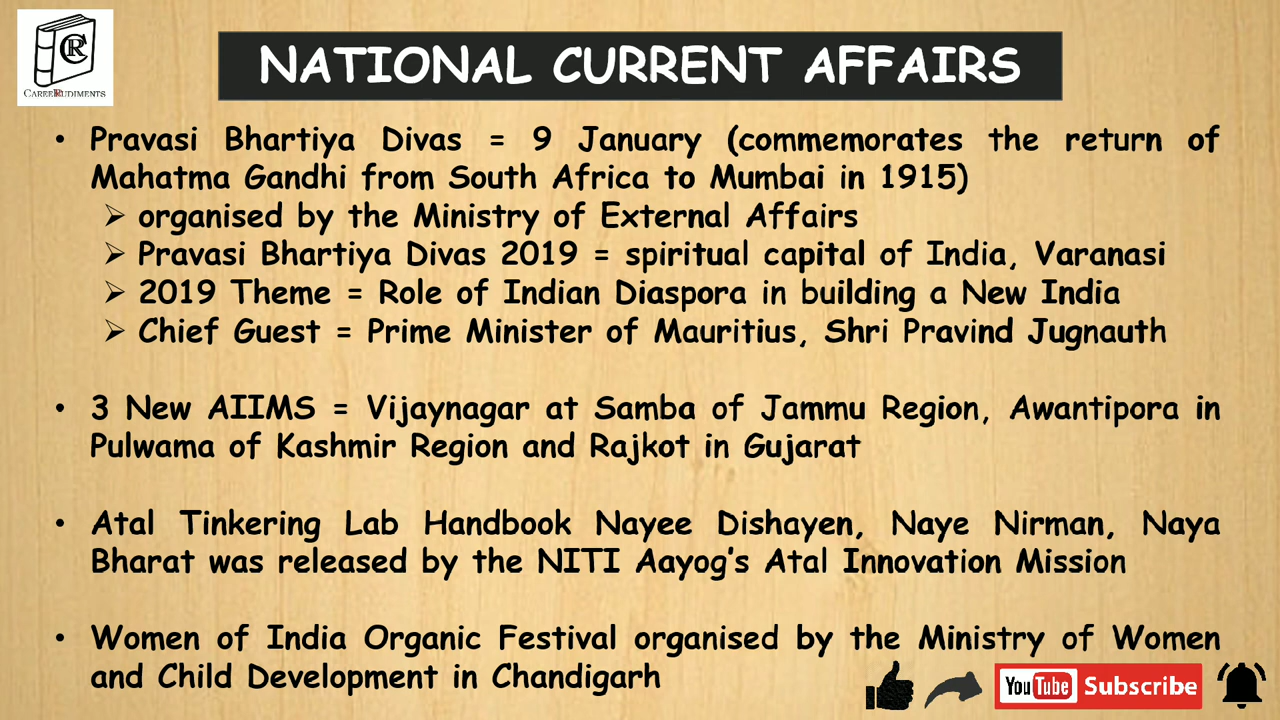 CR
CAREERUDIMENTS
NATIONAL CURRENT AFFAIRS
• Pravasi Bhartiya Divas = 9 January (commemorates the return of
Mahatma Gandhi from South Africa to Mumbai in 1915)
➢ organised by the Ministry of External Affairs
➢ Pravasi Bhartiya Divas 2019 = spiritual capital of India, Varanasi
➢ 2019 Theme = Role of Indian Diaspora in building a New India
➢ Chief Guest = Prime Minister of Mauritius, Shri Pravind Jugnauth
• 3 New AIIMS = Vijaynagar at Samba of Jammu Region, Awantipora in
Pulwama of Kashmir Region and Rajkot in Gujarat
• Atal Tinkering Lab Handbook Nayee Dishayen, Naye Nirman, Naya
Bharat was released by the NITI Aayog's Atal Innovation Mission
• Women of India Organic Festival organised by the Ministry of Women
and Child Development in Chandigarh
YouTube Subscribe